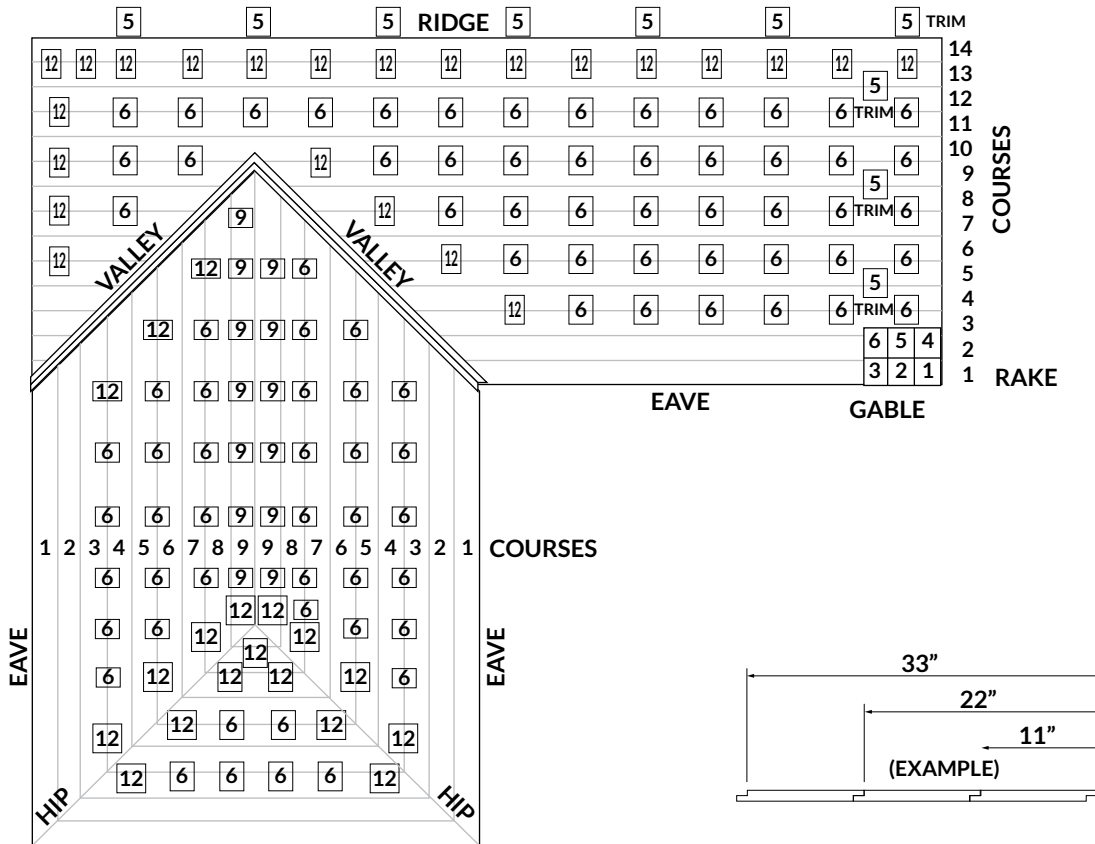 5 5 5 RIDGE 5 5 5 5 TRIM
14
12 12 12 12 12 12 12 12 12 12 12 12 12 12 12
13
5
12
12 6 6 6 6 6 6 6 6 6 6 6 6 TRIM 6
11
10
12 6 6 12 6 6 6 6 6 6 6 6 6
9
5
8
12 6 12 6 6 6 6 6 6 6 TRIM 6
7
COURSES
9
VALLEY
VALLEY
6
12 12 6 6 6 6 6 6 6
12 9 9 6
5
5
4
12 6 6 6 6 6 TRIM 6
3
12 6 9 9 6 6
6 5 4
2
3 2 1
1 RAKE
12 6 6 9 9 6 6 6
EAVE
GABLE
6 6 6 9 9 6 6 6
6 6 6 9 9 6 6 6
1 2 3 4 5 6 7 8 9 9 8 7 6 5 4 3 2 1 COURSES
6 6 6 9 9 6 6 6
12 12 6
6 6 12 12 6 6
EAVE
12
EAVE
6 12 12 12 12 6
12 12 6 6 12 12
12 6 6 6 6 12
HIP
HIP
33”
22”
11”
(EXAMPLE)